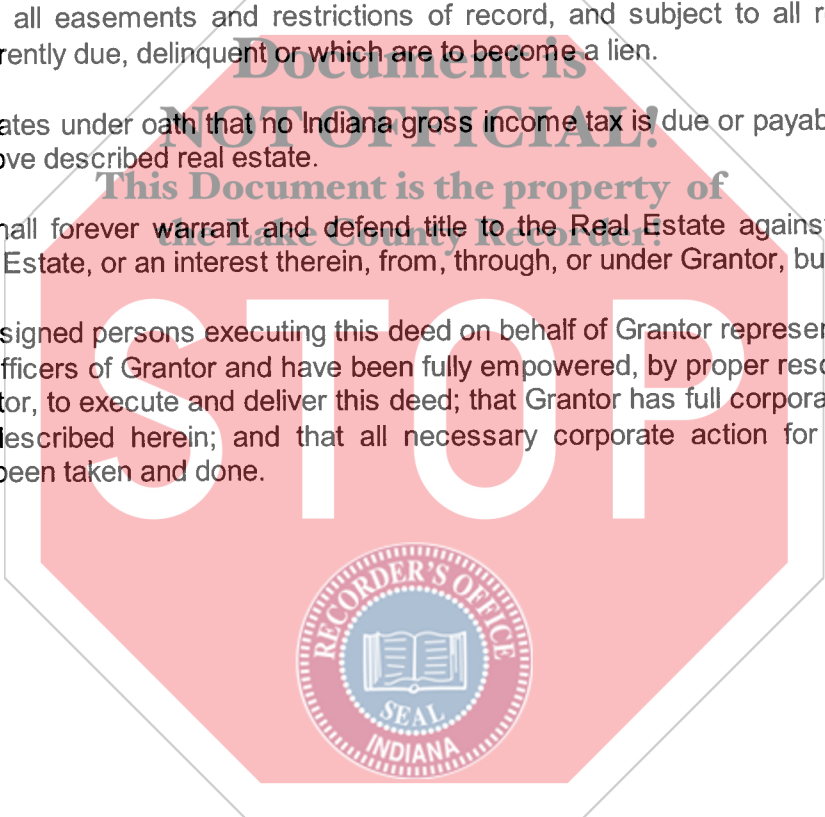 all easements and restrictions of record, and subject to all r
rently due, delinquent or which are to become a lien.
Document is
ates under oath that no Indiana gross income tax is due or payab
NOT OFFICIAL!
ove described real estate.
This Document is the property of
hall forever warrant and defend title to the Real Estate against
the Lake County Recorder!
Estate, or an interest therein, from, through, or under Grantor, bu
signed persons executing this deed on behalf of Grantor represen
fficers of Grantor and have been fully empowered, by proper reso
tor, to execute and deliver this deed; that Grantor has full corpora
described herein; and that all necessary corporate action for
been taken and done.
STOP
RECORDER'S OFFICE
SEAL
INDIANA